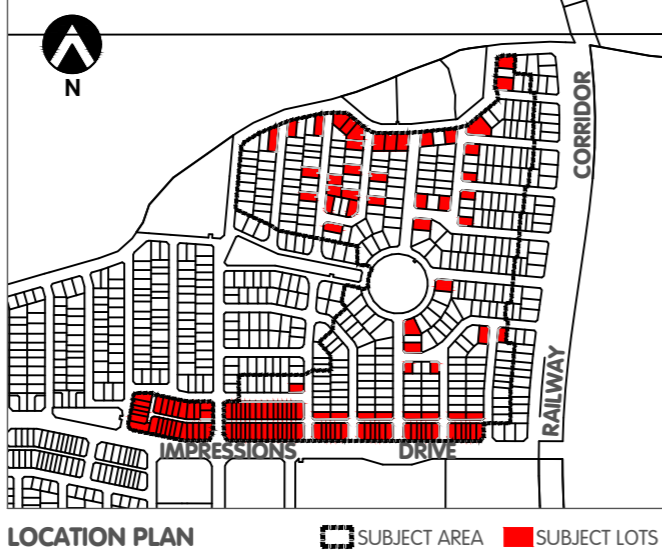 N
CORRIDOR
RAILWAY
IMPRESSIONS DRIVE
LOCATION PLAN SUBJECT AREA SUBJECT LOTS